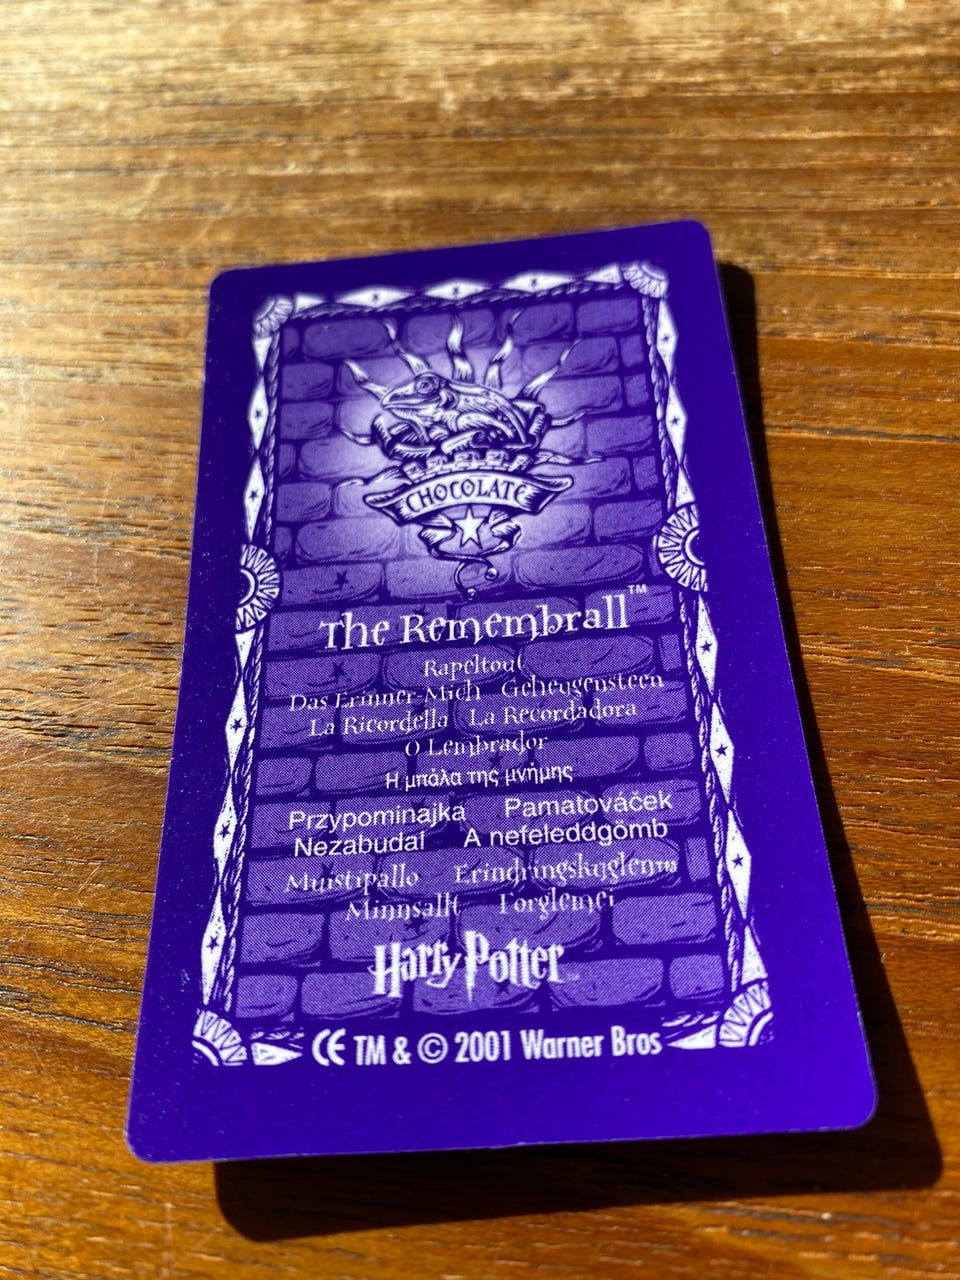 CHOCOLATE
The Remembrall™
Rapeltout
Das Erinner-Mich Geheugensteen
La Ricordella La Recordadora
O Lembrador
Η μπάλα της μνήμης
Przypominajka Pamatováček
Nezabudal A nefeleddgömb
Muistipallo Erindringskuglen™
Minnsallt Forglemei
Harry Potter
CE TM & © 2001 Warner Bros